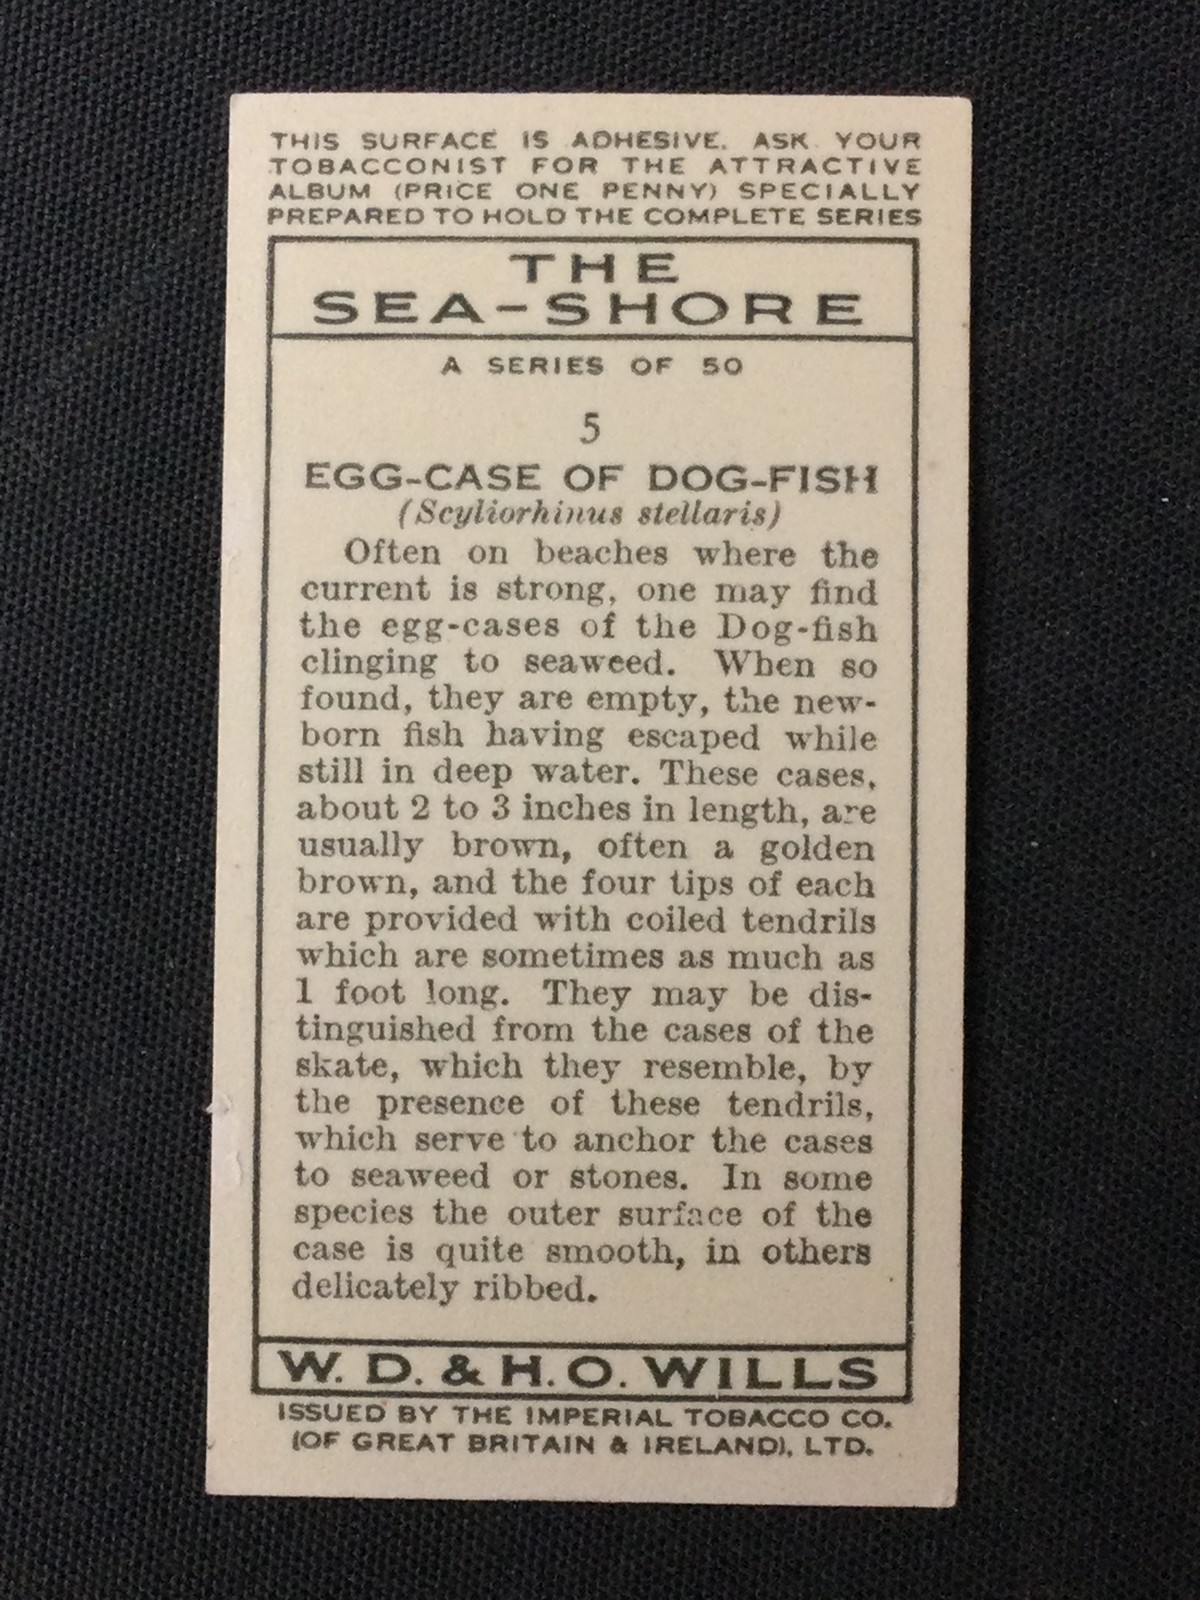 THIS SURFACE IS ADHESIVE. ASK YOUR
TOBACCONIST FOR THE ATTRACTIVE
ALBUM (PRICE ONE PENNY) SPECIALLY
PREPARED TO HOLD THE COMPLETE SERIES
THE
SEA-SHORE
A SERIES OF 50
5
EGG-CASE OF DOG-FISH
(Scyliorhinus stellaris)
Often on beaches where the
current is strong, one may find
the egg-cases of the Dog-fish
clinging to seaweed. When so
found, they are empty, the new-
born fish having escaped while
still in deep water. These cases,
about 2 to 3 inches in length, are
usually brown, often a golden
brown, and the four tips of each
are provided with coiled tendrils
which are sometimes as much as
1 foot long. They may be dis-
tinguished from the cases of the
skate, which they resemble, by
the presence of these tendrils,
which serve to anchor the cases
to seaweed or stones. In some
species the outer surface of the
case is quite smooth, in others
delicately ribbed.
W. D. & H. O. WILLS
ISSUED BY THE IMPERIAL TOBACCO CO.
(OF GREAT BRITAIN & IRELAND), LTD.